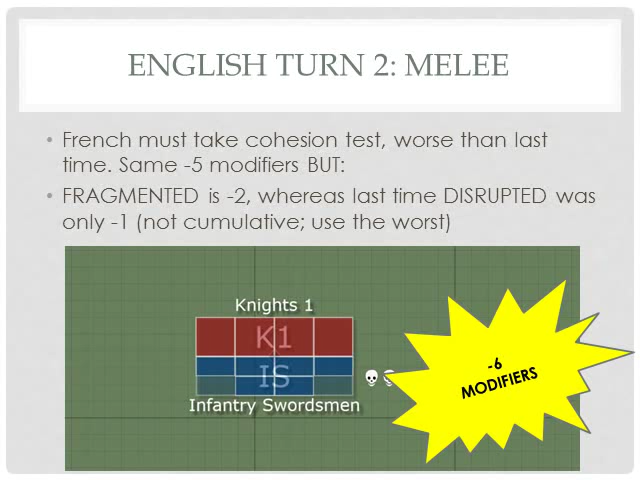 ENGLISH TURN 2: MELEE
• French must take cohesion test, worse than last
time. Same -5 modifiers BUT:
• FRAGMENTED is -2, whereas last time DISRUPTED was
only -1 (not cumulative; use the worst)
Knights 1
K1
IS
Infantry Swordsmen
-6
MODIFIERS